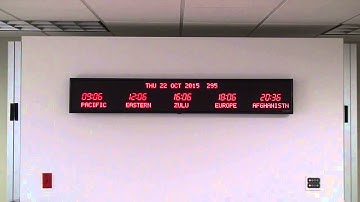 THU 22 OCT 2015 295
09:06 12:06 16:06 18:06 20:36
PACIFIC EASTERN ZULU EUROPE AFGHANISTN